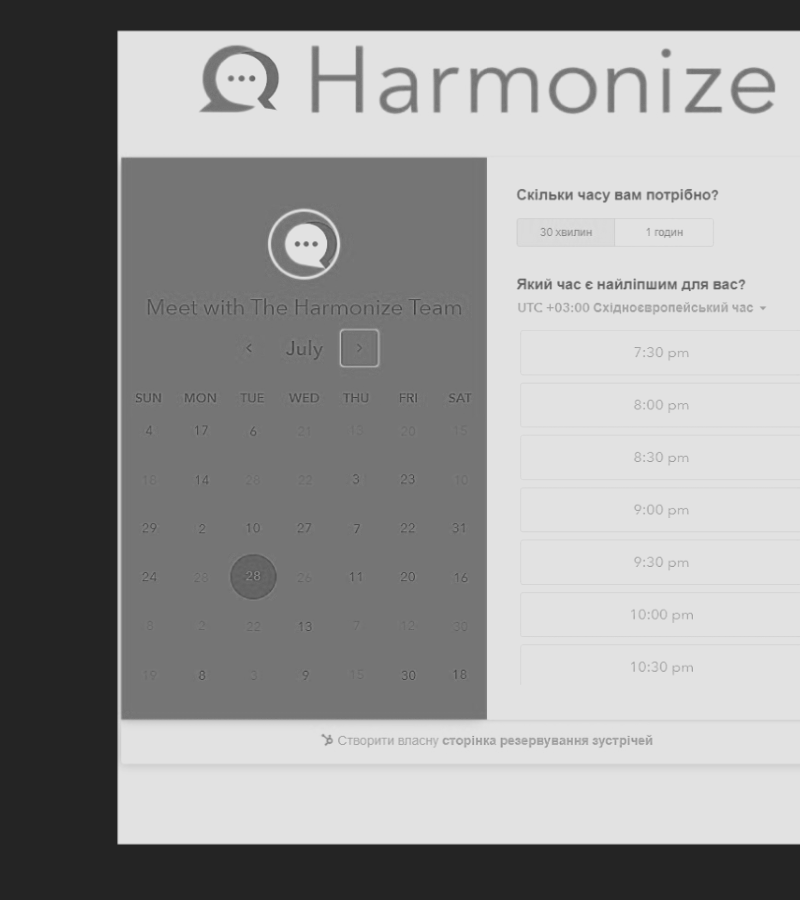 Harmonize
Meet with The Harmonize Team
July
SUN MON TUE WED THU FRI SAT
4 17 6 21 20 15
18 14 22 3 23 10
29 2 10 27 7 22 31
24 28 28 26 11 20 16
2 22 13 7 12 30
19 8 3 9 15 30 18
Скільки часу вам потрібно?
30 хвилин 1 годин
Який час є найліпшим для вас?
UTC +03:00 Східноєвропейський час
7:30 pm
8:00 pm
8:30 pm
9:00 pm
9:30 pm
10:00 pm
10:30 pm
Створити власну сторінка резервування зустрічей